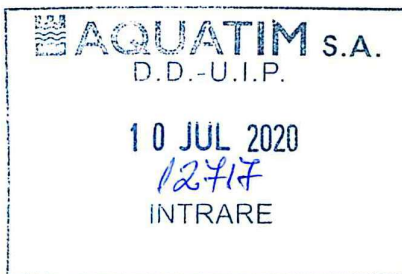 AQUATIM S.A.
D.D.-U.I.P.
10 JUL 2020
12717
INTRARE